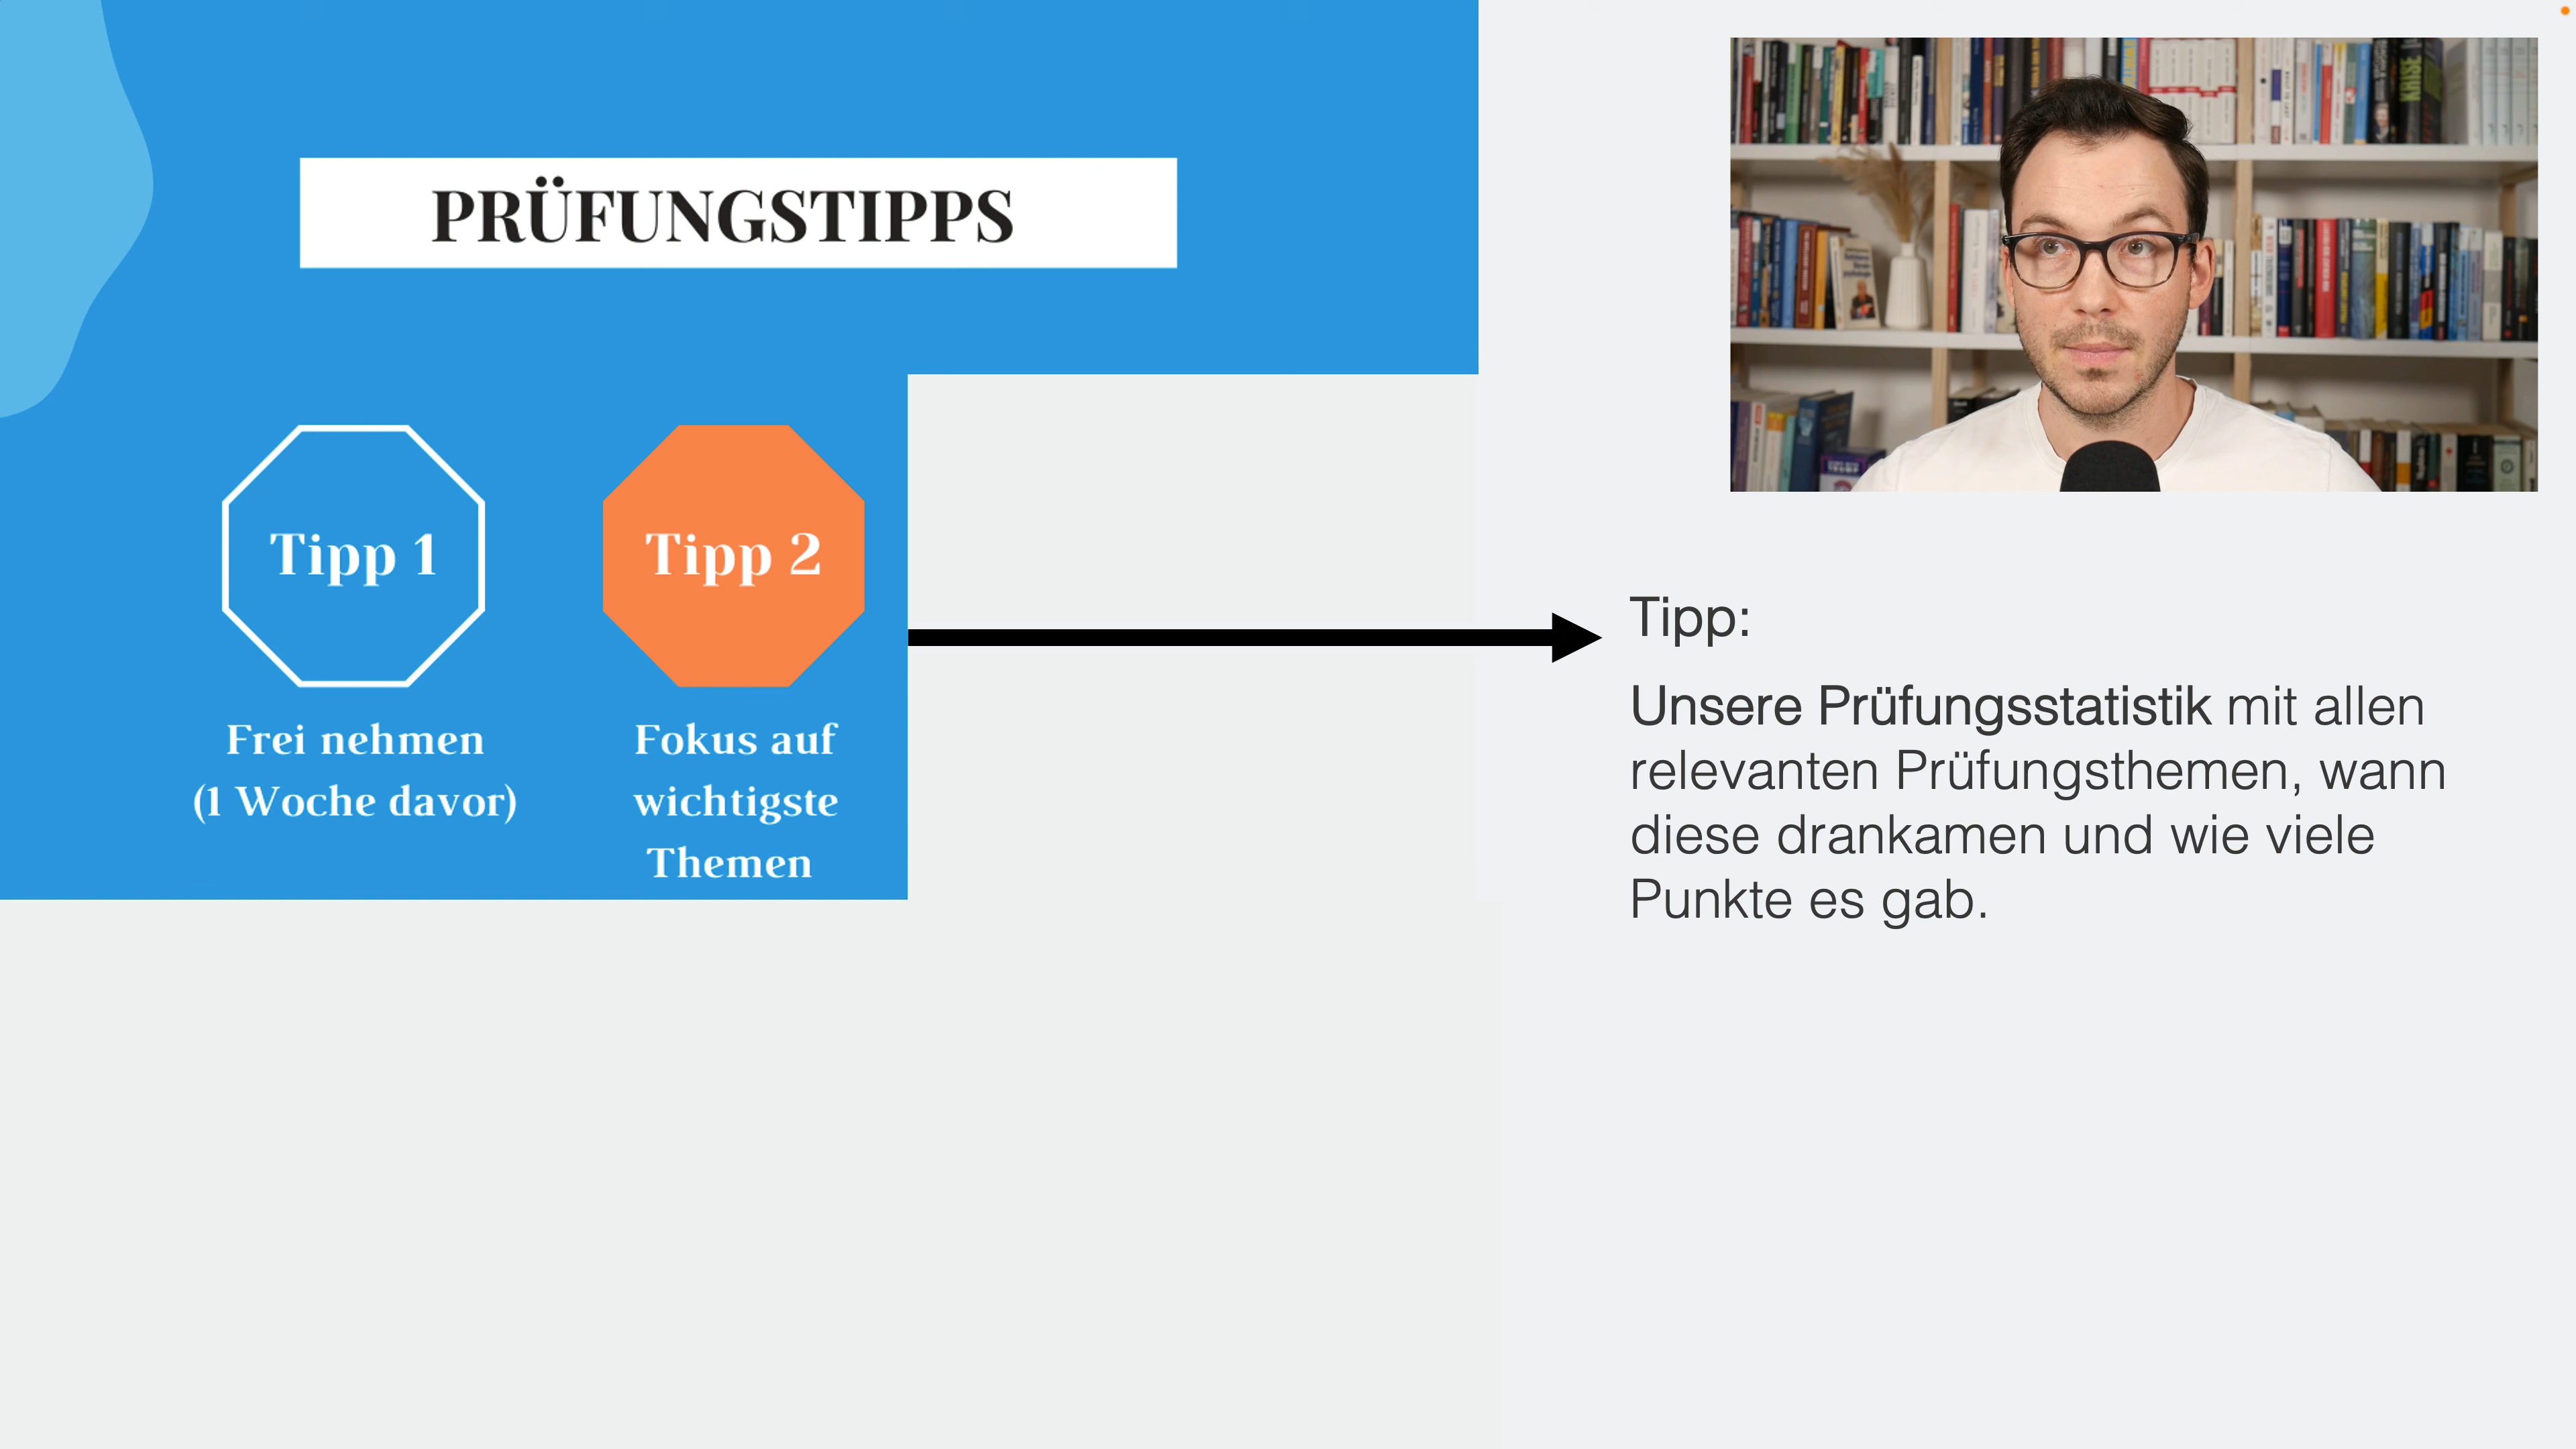 PRÜFUNGSTIPPS
Tipp 1
Frei nehmen
(1 Woche davor)
Tipp 2
Fokus auf
wichtigste
Themen
KRISE
Tipp:
Unsere Prüfungsstatistik mit allen
relevanten Prüfungsthemen, wann
diese drankamen und wie viele
Punkte es gab.